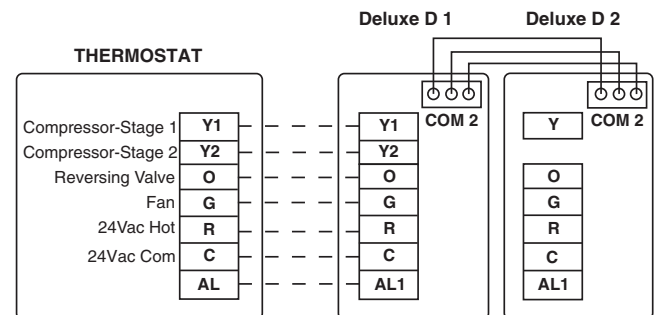 Deluxe D 1 Deluxe D 2
THERMOSTAT
COM 2 COM 2
Compressor-Stage 1 Y1 Y1 Y
Compressor-Stage 2 Y2 Y2
Reversing Valve O O O
Fan G G G
24Vac Hot R R R
24Vac Com C C C
AL AL1 AL1